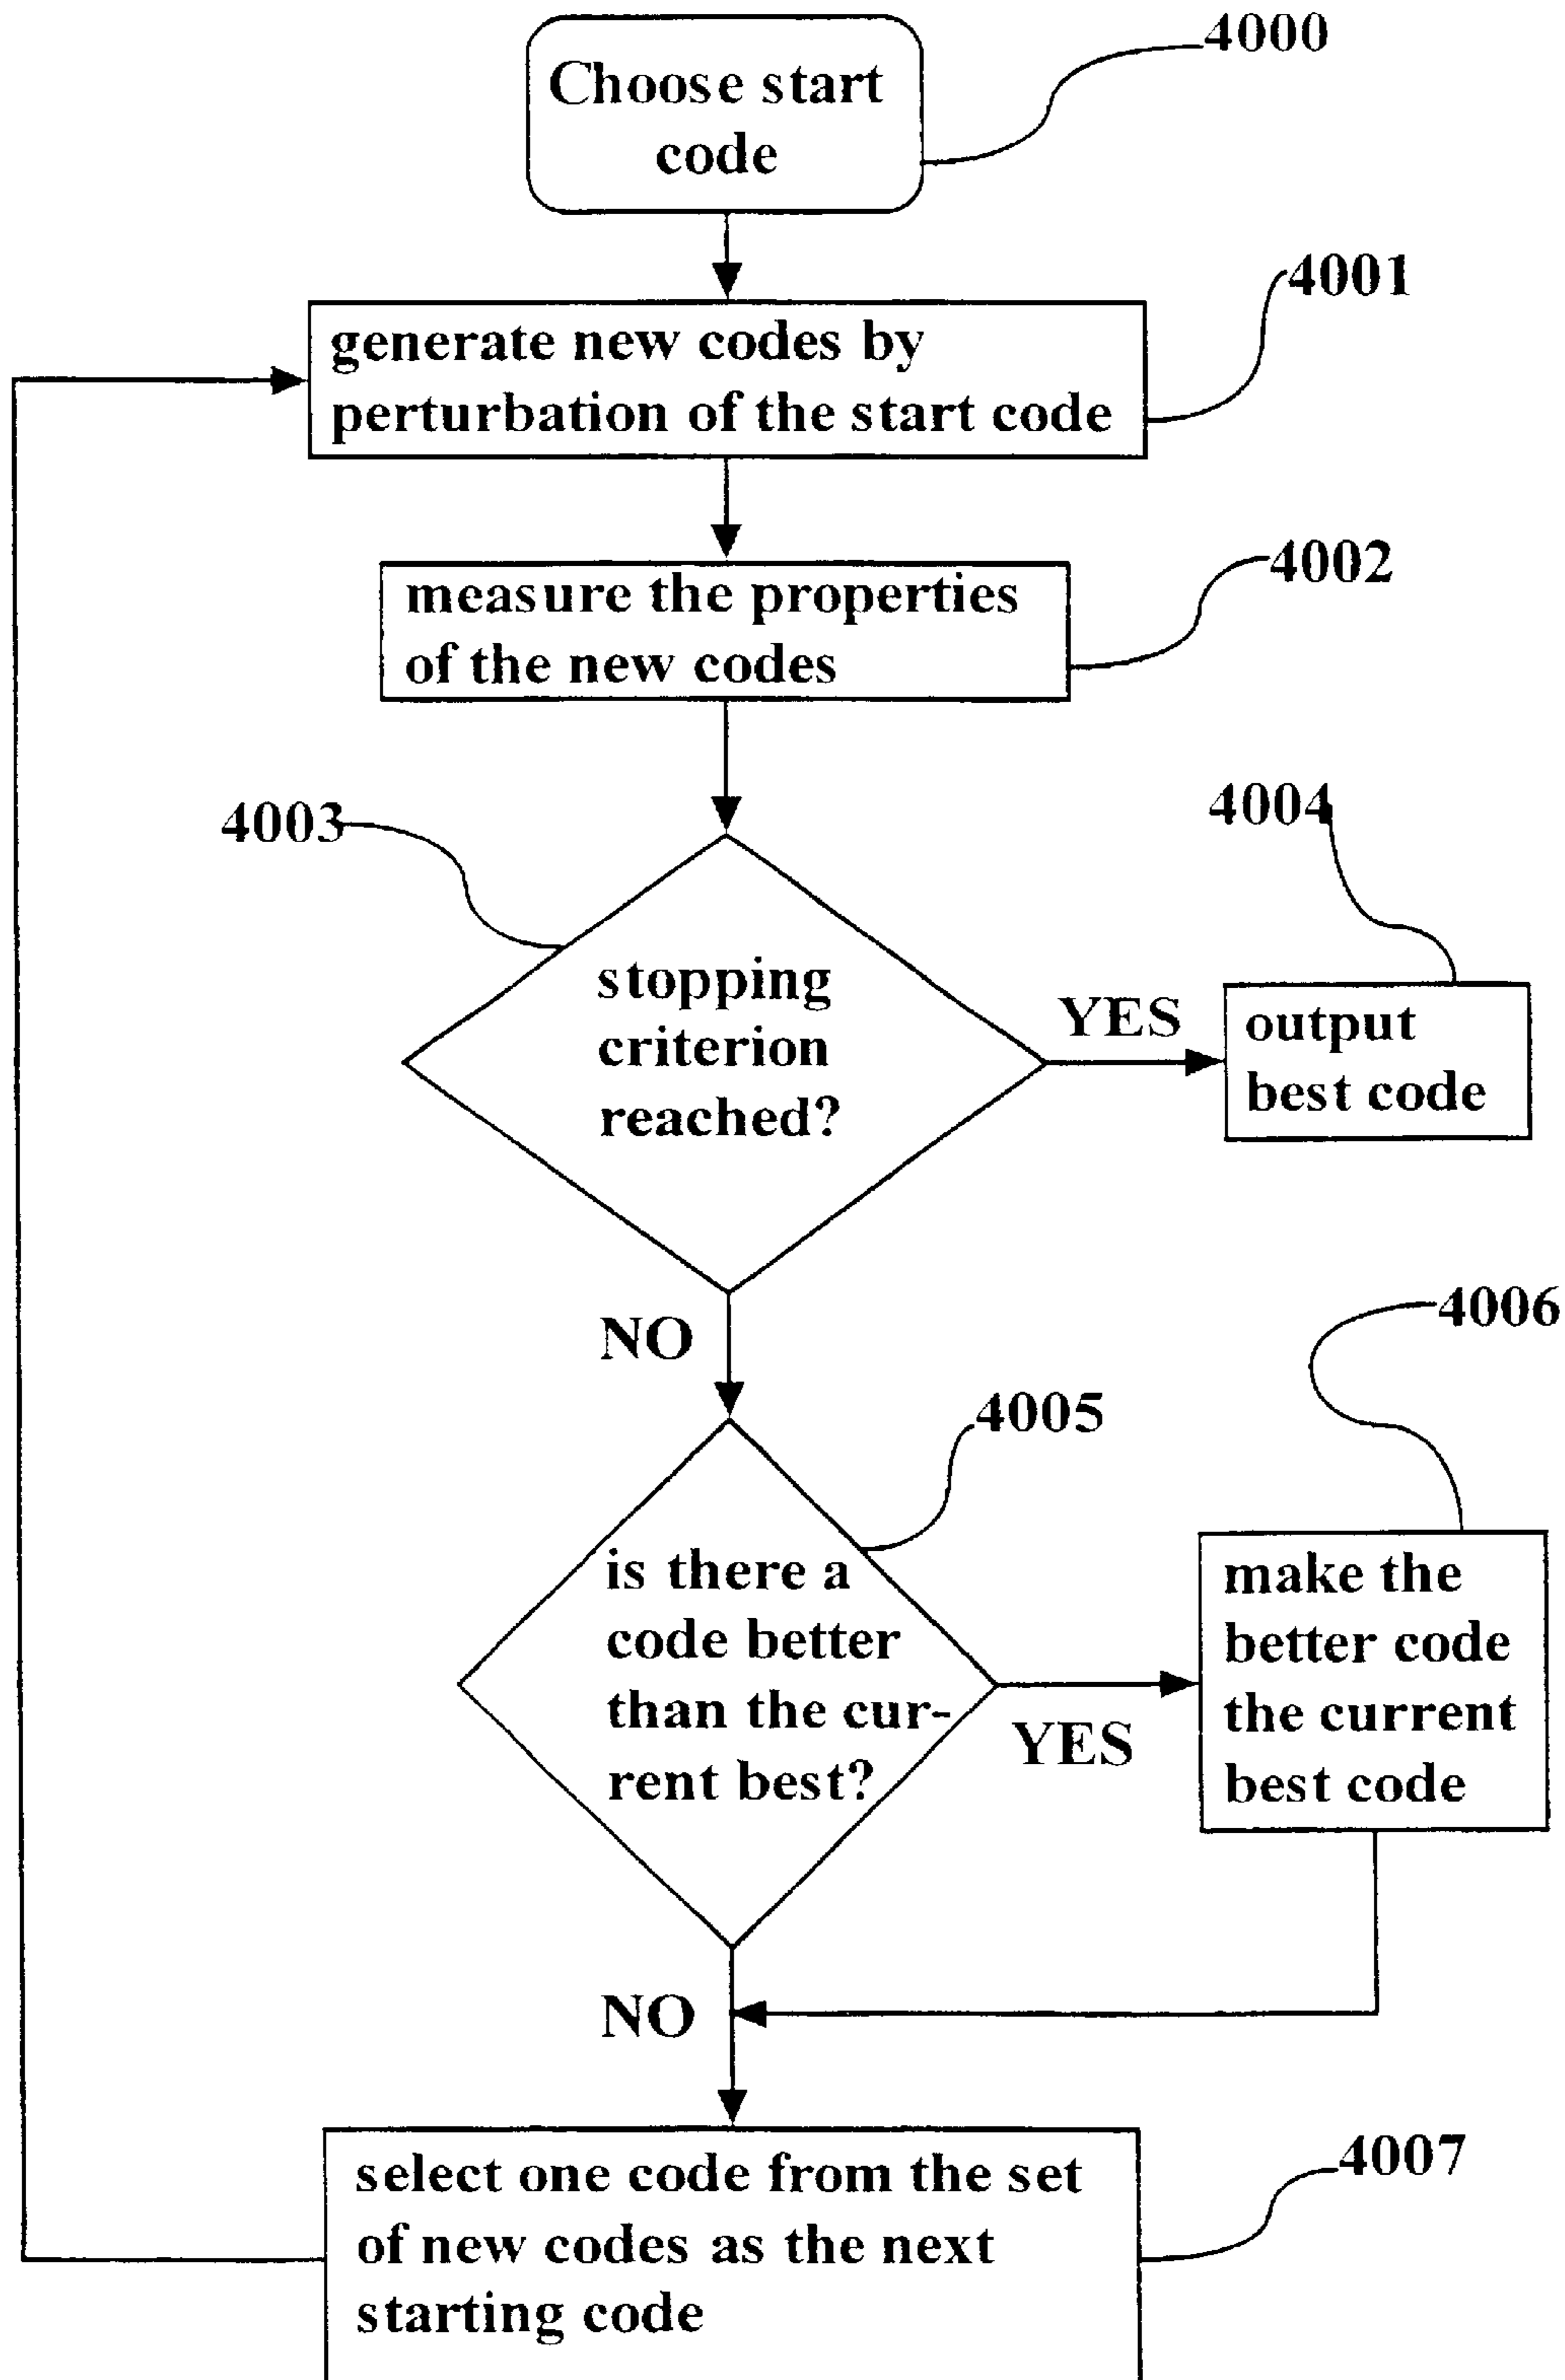 4000
Choose start
code
4001
generate new codes by
perturbation of the start code
4002
measure the properties
of the new codes
4003
4004
stopping
criterion
reached?
YES
output
best code
NO
4006
4005
is there a
code better
than the cur-
rent best?
YES
make the
better code
the current
best code
NO
4007
select one code from the set
of new codes as the next
starting code